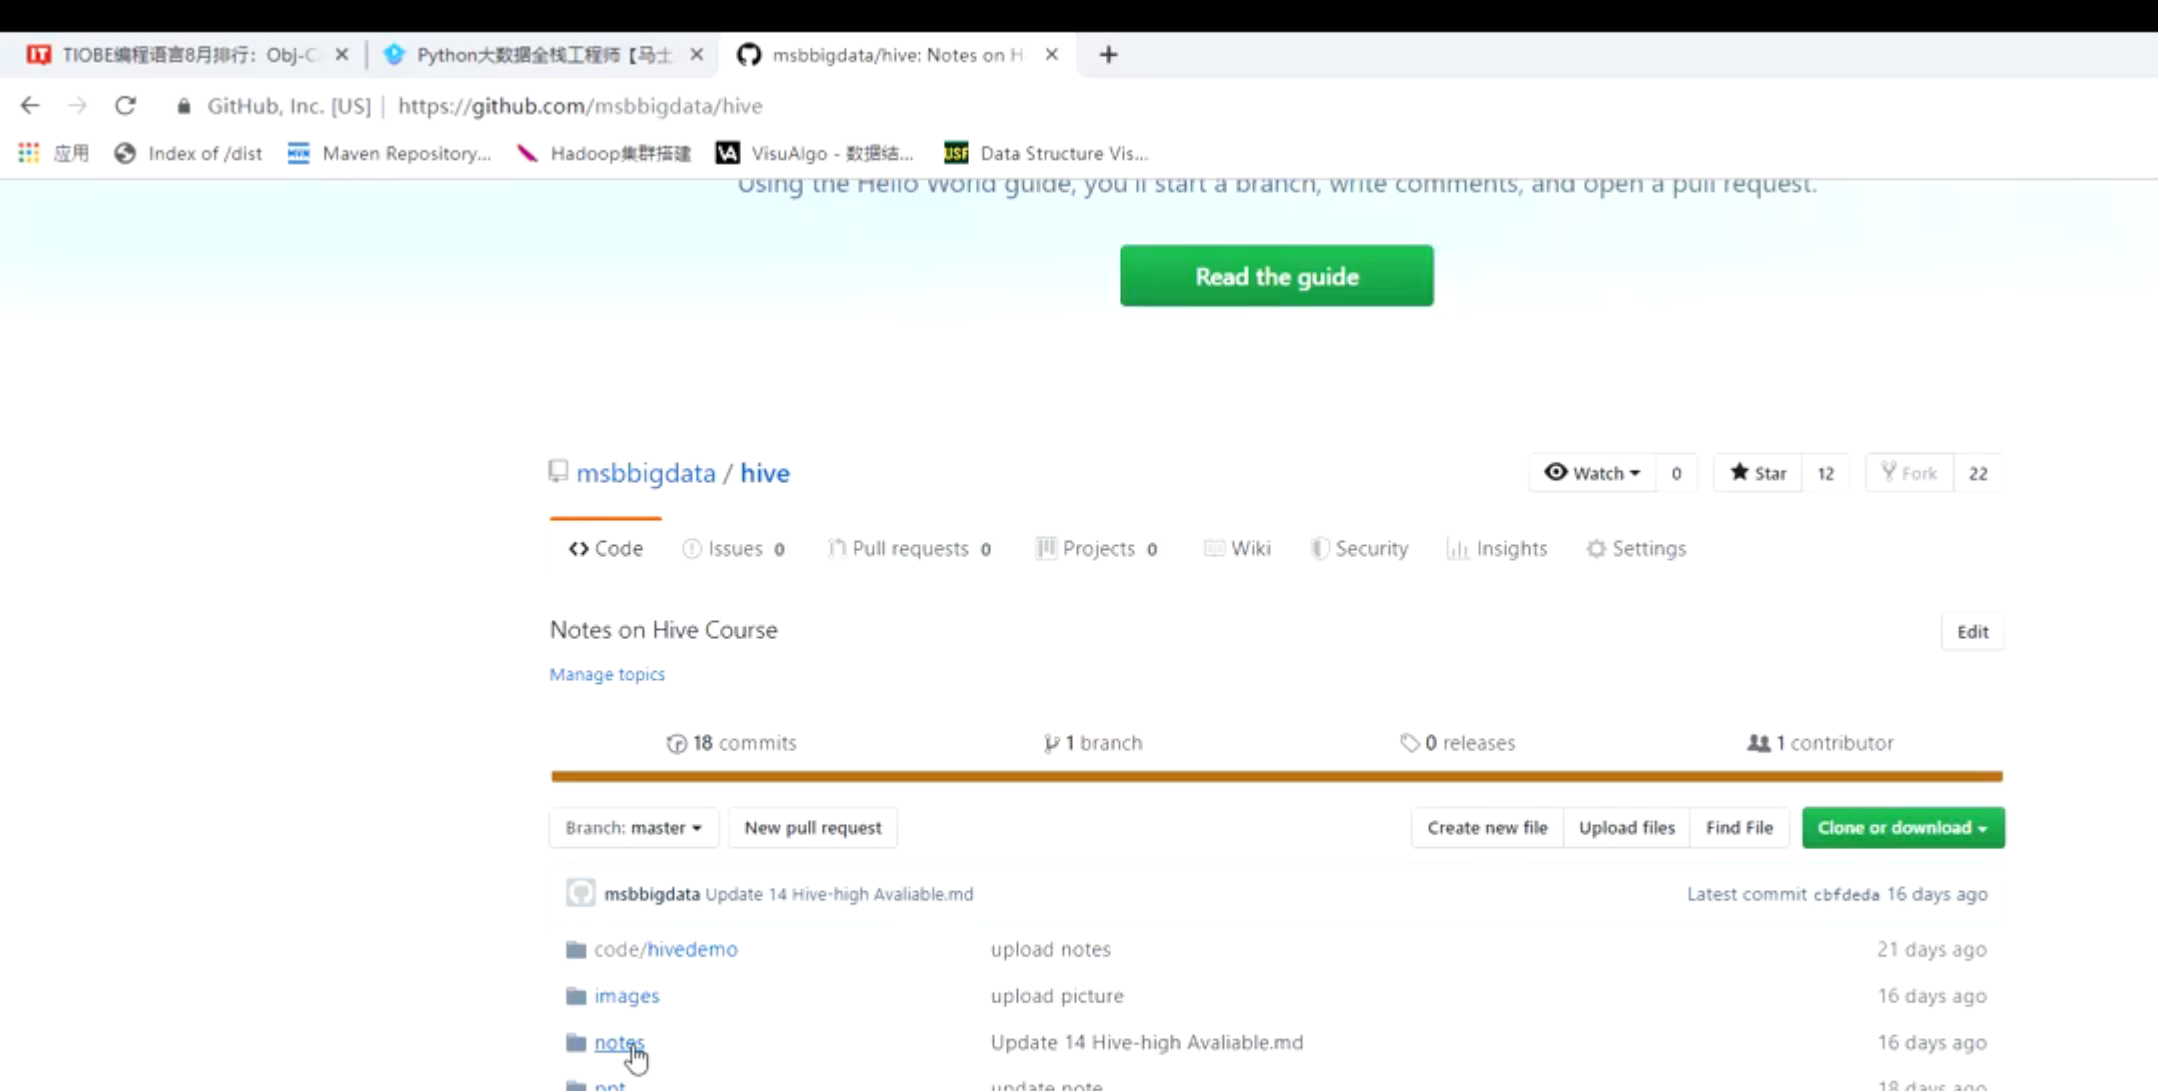 TIOBE编程语言8月排行：Obj-C
Python大数据全栈工程师【马士
msbbigdata/hive: Notes on H
GitHub, Inc. [US] | https://github.com/msbbigdata/hive
应用 Index of /dist MVN Maven Repository... Hadoop集群搭建 VA VisuAlgo - 数据结... USF Data Structure Vis...
Using the Hello World guide, you'll start a branch, write comments, and open a pull request.
Read the guide
msbbigdata / hive
Watch 0 Star 12 Fork 22
Code Issues 0 Pull requests 0 Projects 0 Wiki Security Insights Settings
Notes on Hive Course
Edit
Manage topics
18 commits 1 branch 0 releases 1 contributor
Branch: master New pull request Create new file Upload files Find File Clone or download
msbbigdata Update 14 Hive-high Avaliable.md Latest commit cbfdeda 16 days ago
code/hivedemo upload notes 21 days ago
images upload picture 16 days ago
notes Update 14 Hive-high Avaliable.md 16 days ago
ppt update note 18 days ago